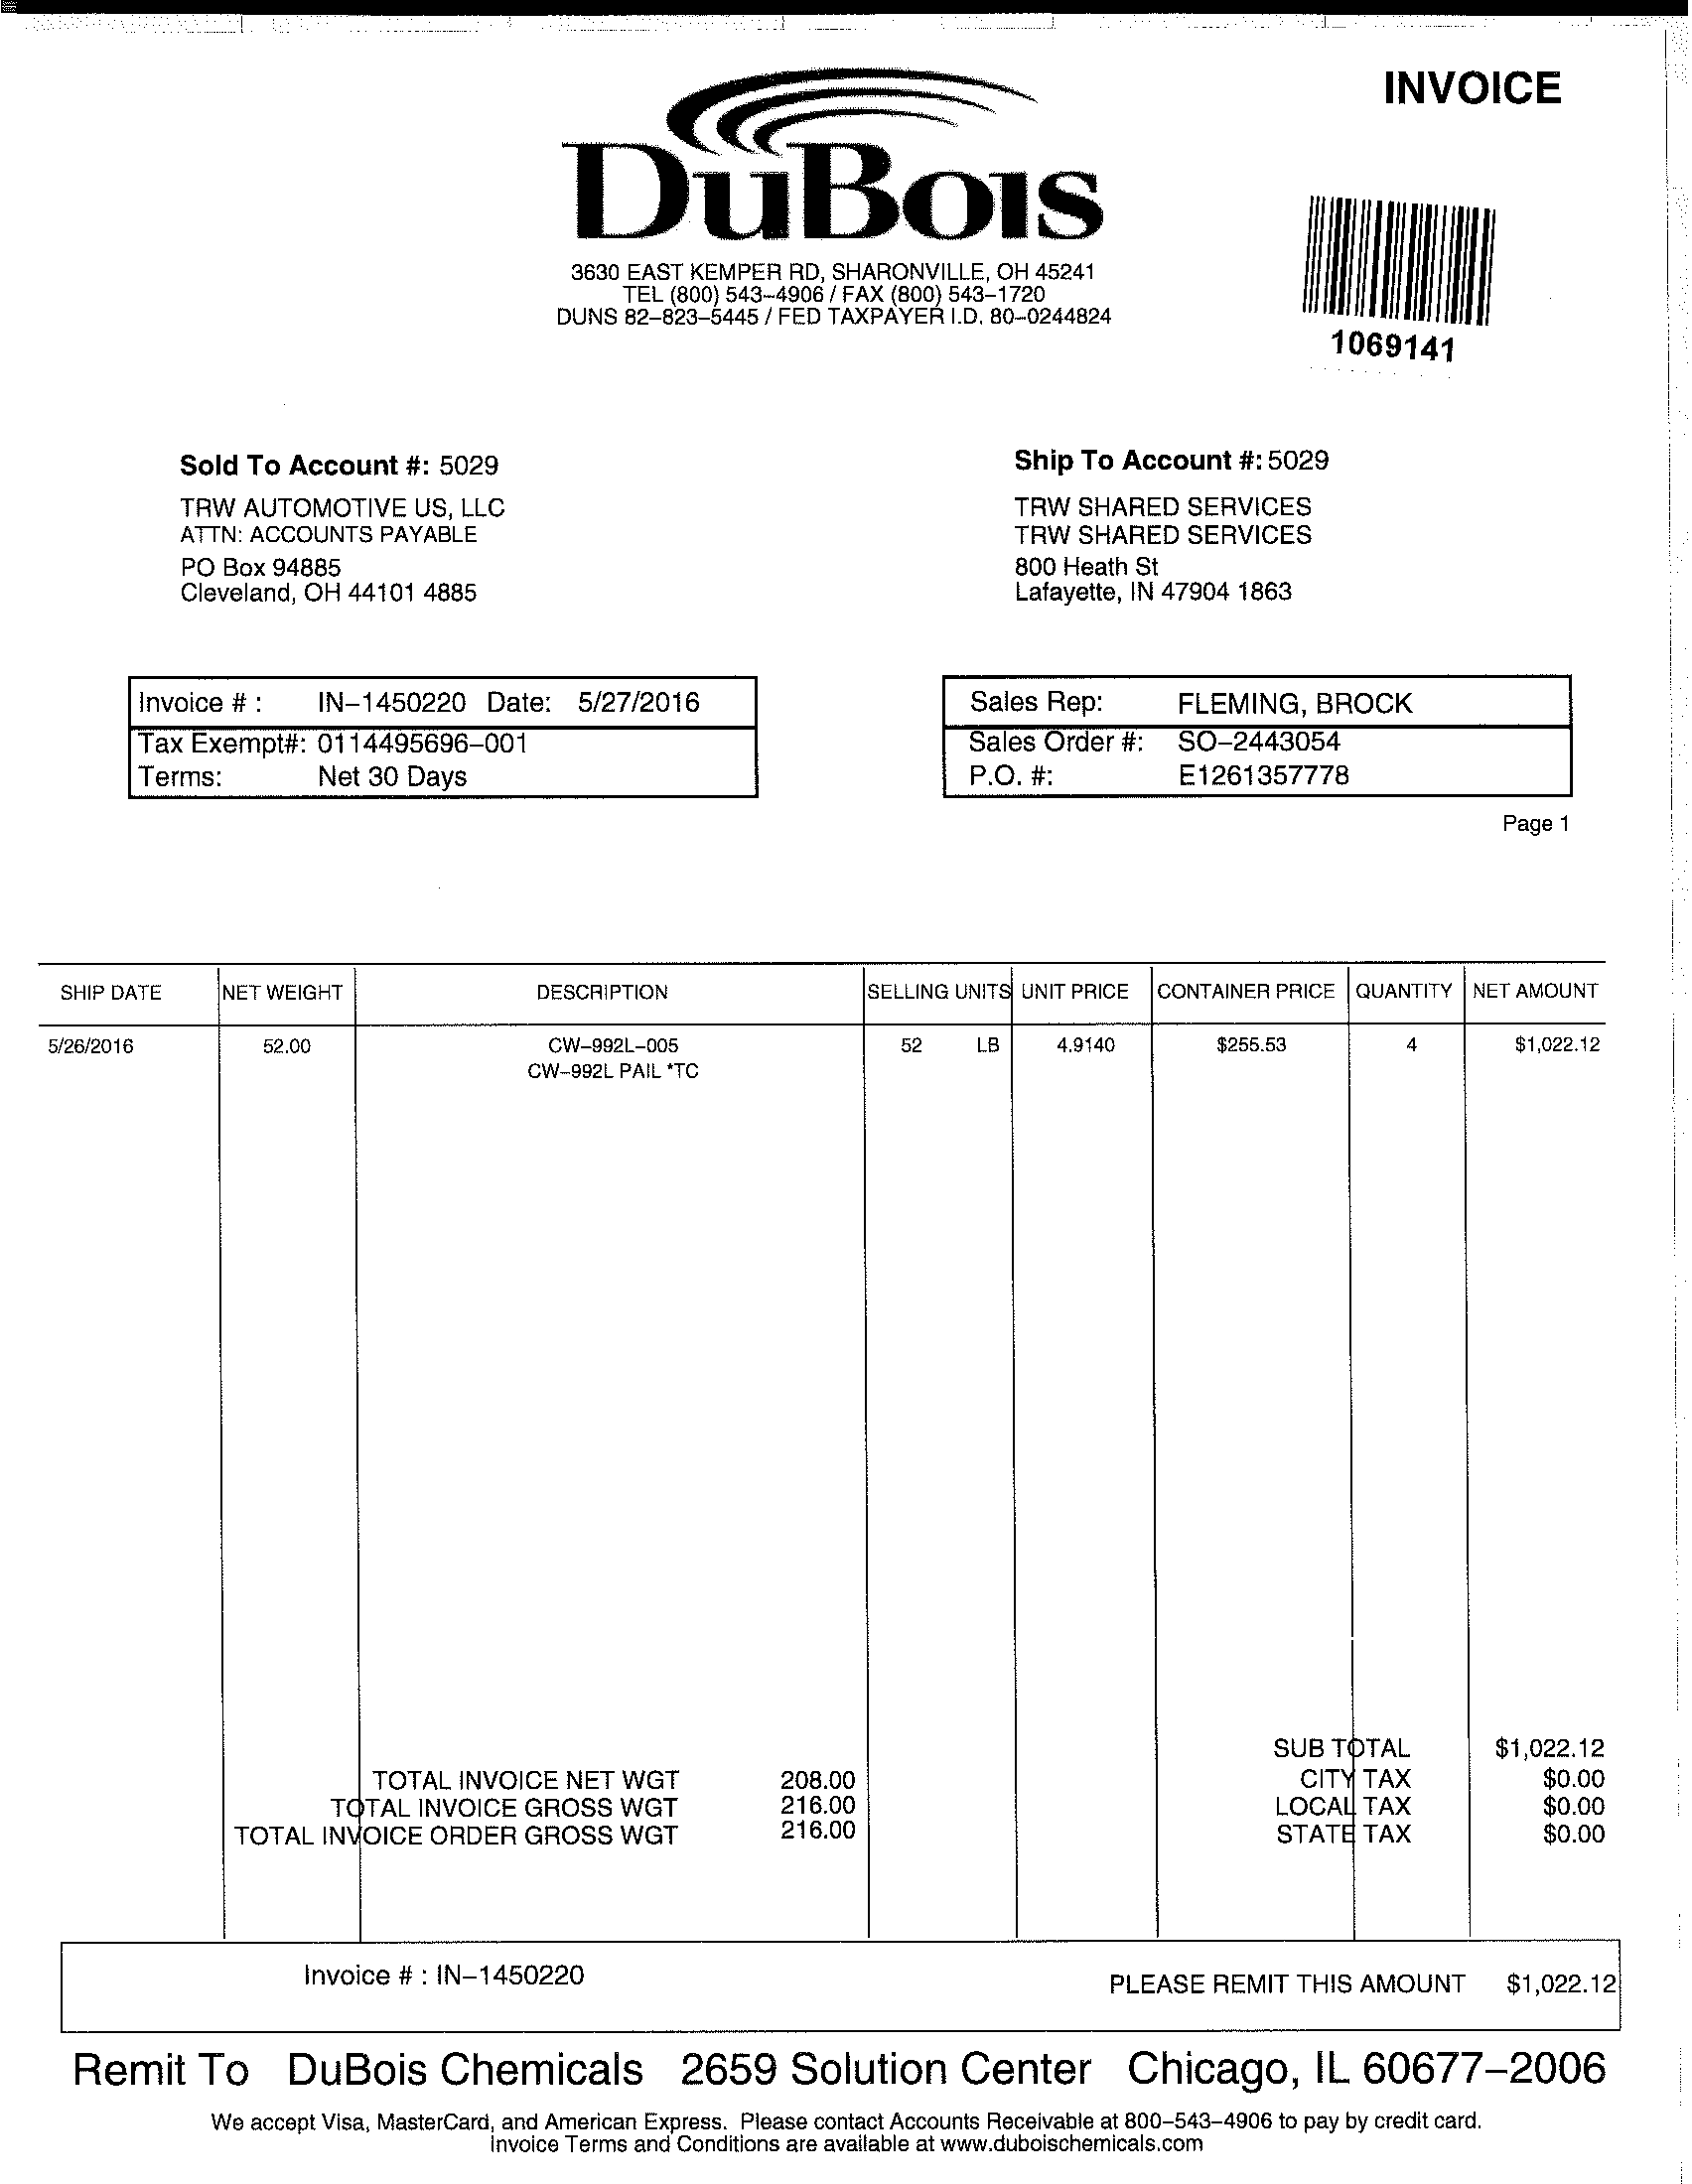 INVOICE
DuBois
3630 EAST KEMPER RD, SHARONVILLE, OH 45241
TEL (800) 543-4906 / FAX (800) 543-1720
DUNS 82-823-5445 / FED TAXPAYER I.D. 80-0244824
1069141
Sold To Account #: 5029
TRW AUTOMOTIVE US, LLC
ATTN: ACCOUNTS PAYABLE
PO Box 94885
Cleveland, OH 44101 4885
Ship To Account #: 5029
TRW SHARED SERVICES
TRW SHARED SERVICES
800 Heath St
Lafayette, IN 47904 1863
Invoice # : IN-1450220 Date: 5/27/2016
Tax Exempt#: 0114495696-001
Terms: Net 30 Days
Sales Rep: FLEMING, BROCK
Sales Order #: SO-2443054
P.O. #: E1261357778
Page 1
SHIP DATE NET WEIGHT DESCRIPTION SELLING UNITS UNIT PRICE CONTAINER PRICE QUANTITY NET AMOUNT
5/26/2016 52.00 CW-992L-005 52 LB 4.9140 $255.53 4 $1,022.12
CW-992L PAIL *TC
SUB TOTAL $1,022.12
TOTAL INVOICE NET WGT 208.00 CITY TAX $0.00
TOTAL INVOICE GROSS WGT 216.00 LOCAL TAX $0.00
TOTAL INVOICE ORDER GROSS WGT 216.00 STATE TAX $0.00
Invoice # : IN-1450220 PLEASE REMIT THIS AMOUNT $1,022.12
Remit To DuBois Chemicals 2659 Solution Center Chicago, IL 60677-2006
We accept Visa, MasterCard, and American Express. Please contact Accounts Receivable at 800-543-4906 to pay by credit card.
Invoice Terms and Conditions are available at www.duboischemicals.com